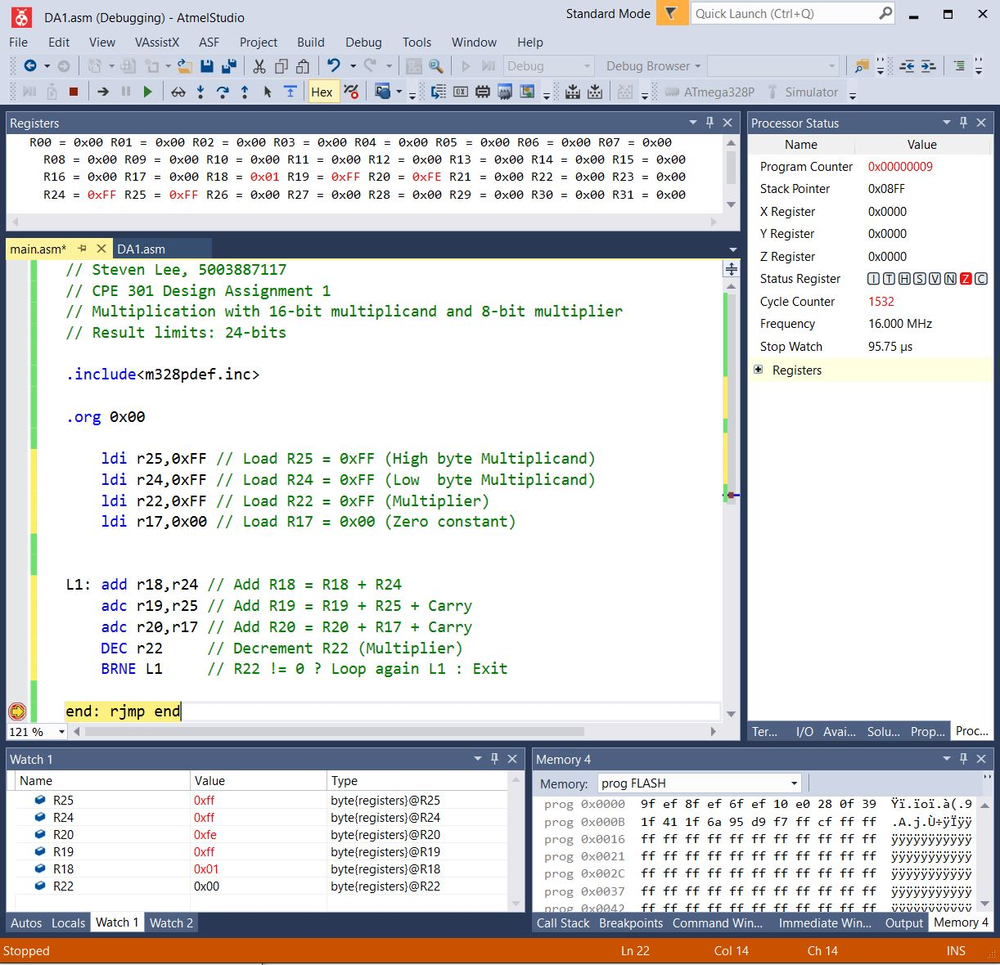 DA1.asm (Debugging) - AtmelStudio
Standard Mode
Quick Launch (Ctrl+Q)
File Edit View VAssistX ASF Project Build Debug Tools Window Help
Debug Debug Browser
Hex ATmega328P Simulator
Registers
R00 = 0x00 R01 = 0x00 R02 = 0x00 R03 = 0x00 R04 = 0x00 R05 = 0x00 R06 = 0x00 R07 = 0x00
R08 = 0x00 R09 = 0x00 R10 = 0x00 R11 = 0x00 R12 = 0x00 R13 = 0x00 R14 = 0x00 R15 = 0x00
R16 = 0x00 R17 = 0x00 R18 = 0x01 R19 = 0xFF R20 = 0xFE R21 = 0x00 R22 = 0x00 R23 = 0x00
R24 = 0xFF R25 = 0xFF R26 = 0x00 R27 = 0x00 R28 = 0x00 R29 = 0x00 R30 = 0x00 R31 = 0x00
main.asm* DA1.asm
// Steven Lee, 5003887117
// CPE 301 Design Assignment 1
// Multiplication with 16-bit multiplicand and 8-bit multiplier
// Result limits: 24-bits
.include<m328pdef.inc>
.org 0x00
ldi r25,0xFF // Load R25 = 0xFF (High byte Multiplicand)
ldi r24,0xFF // Load R24 = 0xFF (Low  byte Multiplicand)
ldi r22,0xFF // Load R22 = 0xFF (Multiplier)
ldi r17,0x00 // Load R17 = 0x00 (Zero constant)
L1: add r18,r24 // Add R18 = R18 + R24
adc r19,r25 // Add R19 = R19 + R25 + Carry
adc r20,r17 // Add R20 = R20 + R17 + Carry
DEC r22     // Decrement R22 (Multiplier)
BRNE L1     // R22 != 0 ? Loop again L1 : Exit
end: rjmp end
121 %
Processor Status
Name Value
Program Counter 0x00000009
Stack Pointer 0x08FF
X Register 0x0000
Y Register 0x0000
Z Register 0x0000
Status Register I T H S V N Z C
Cycle Counter 1532
Frequency 16.000 MHz
Stop Watch 95.75 µs
Registers
Ter... I/O Avai... Solu... Prop... Proc...
Watch 1
Name Value Type
R25 0xff byte{registers}@R25
R24 0xff byte{registers}@R24
R20 0xfe byte{registers}@R20
R19 0xff byte{registers}@R19
R18 0x01 byte{registers}@R18
R22 0x00 byte{registers}@R22
Autos Locals Watch 1 Watch 2
Memory 4
Memory: prog FLASH
prog 0x0000 9f ef 8f ef 6f ef 10 e0 28 0f 39 Ÿï.ïoï.à(.9
prog 0x000B 1f 41 1f 6a 95 d9 f7 ff cf ff ff .A.j.Ù÷ÿÏÿÿ
prog 0x0016 ff ff ff ff ff ff ff ff ff ff ff ÿÿÿÿÿÿÿÿÿÿÿ
prog 0x0021 ff ff ff ff ff ff ff ff ff ff ff ÿÿÿÿÿÿÿÿÿÿÿ
prog 0x002C ff ff ff ff ff ff ff ff ff ff ff ÿÿÿÿÿÿÿÿÿÿÿ
prog 0x0037 ff ff ff ff ff ff ff ff ff ff ff ÿÿÿÿÿÿÿÿÿÿÿ
prog 0x0042 ff ff ff ff ff ff ff ff ff ff ff ÿÿÿÿÿÿÿÿÿÿÿ
Call Stack Breakpoints Command Win... Immediate Win... Output Memory 4
Stopped Ln 22 Col 14 Ch 14 INS